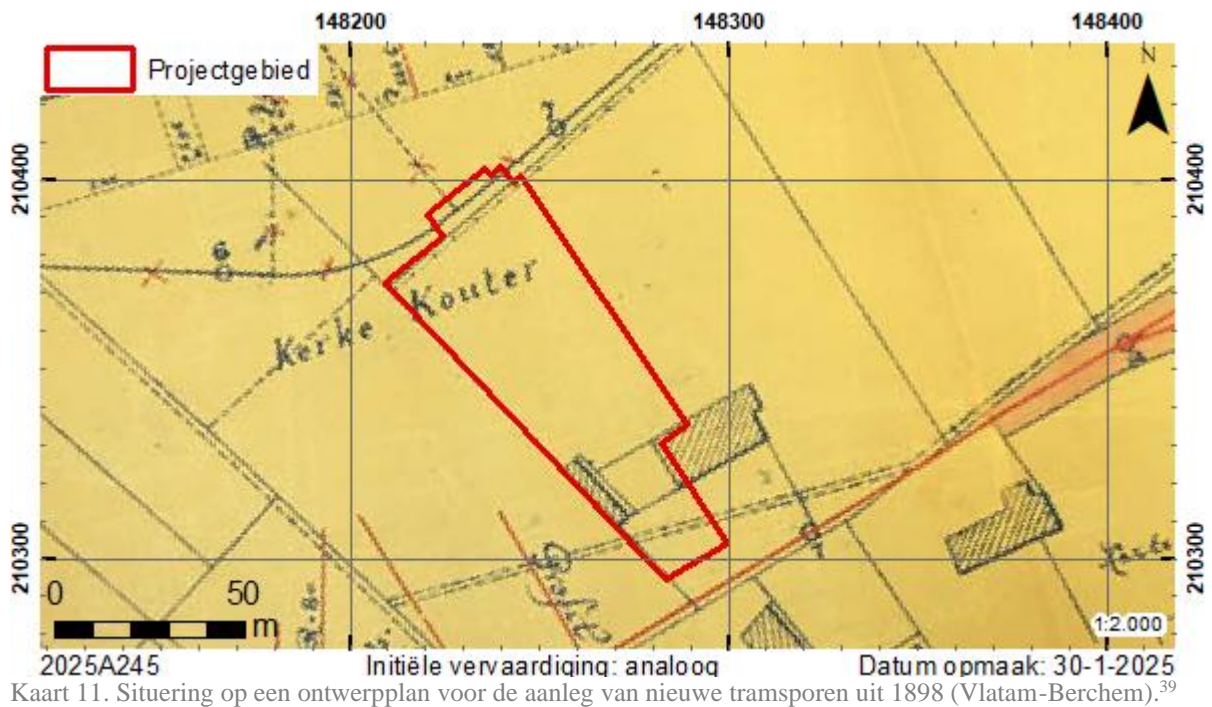 148200 148300 148400
Projectgebied
N
210400 210400
7
6
Kerke Kouter
210300 210300
0 50
m
1:2.000
2025A245 Initiële vervaardiging: analoog Datum opmaak: 30-1-2025
Kaart 11. Situering op een ontwerpplan voor de aanleg van nieuwe tramsporen uit 1898 (Vlatam-Berchem).39